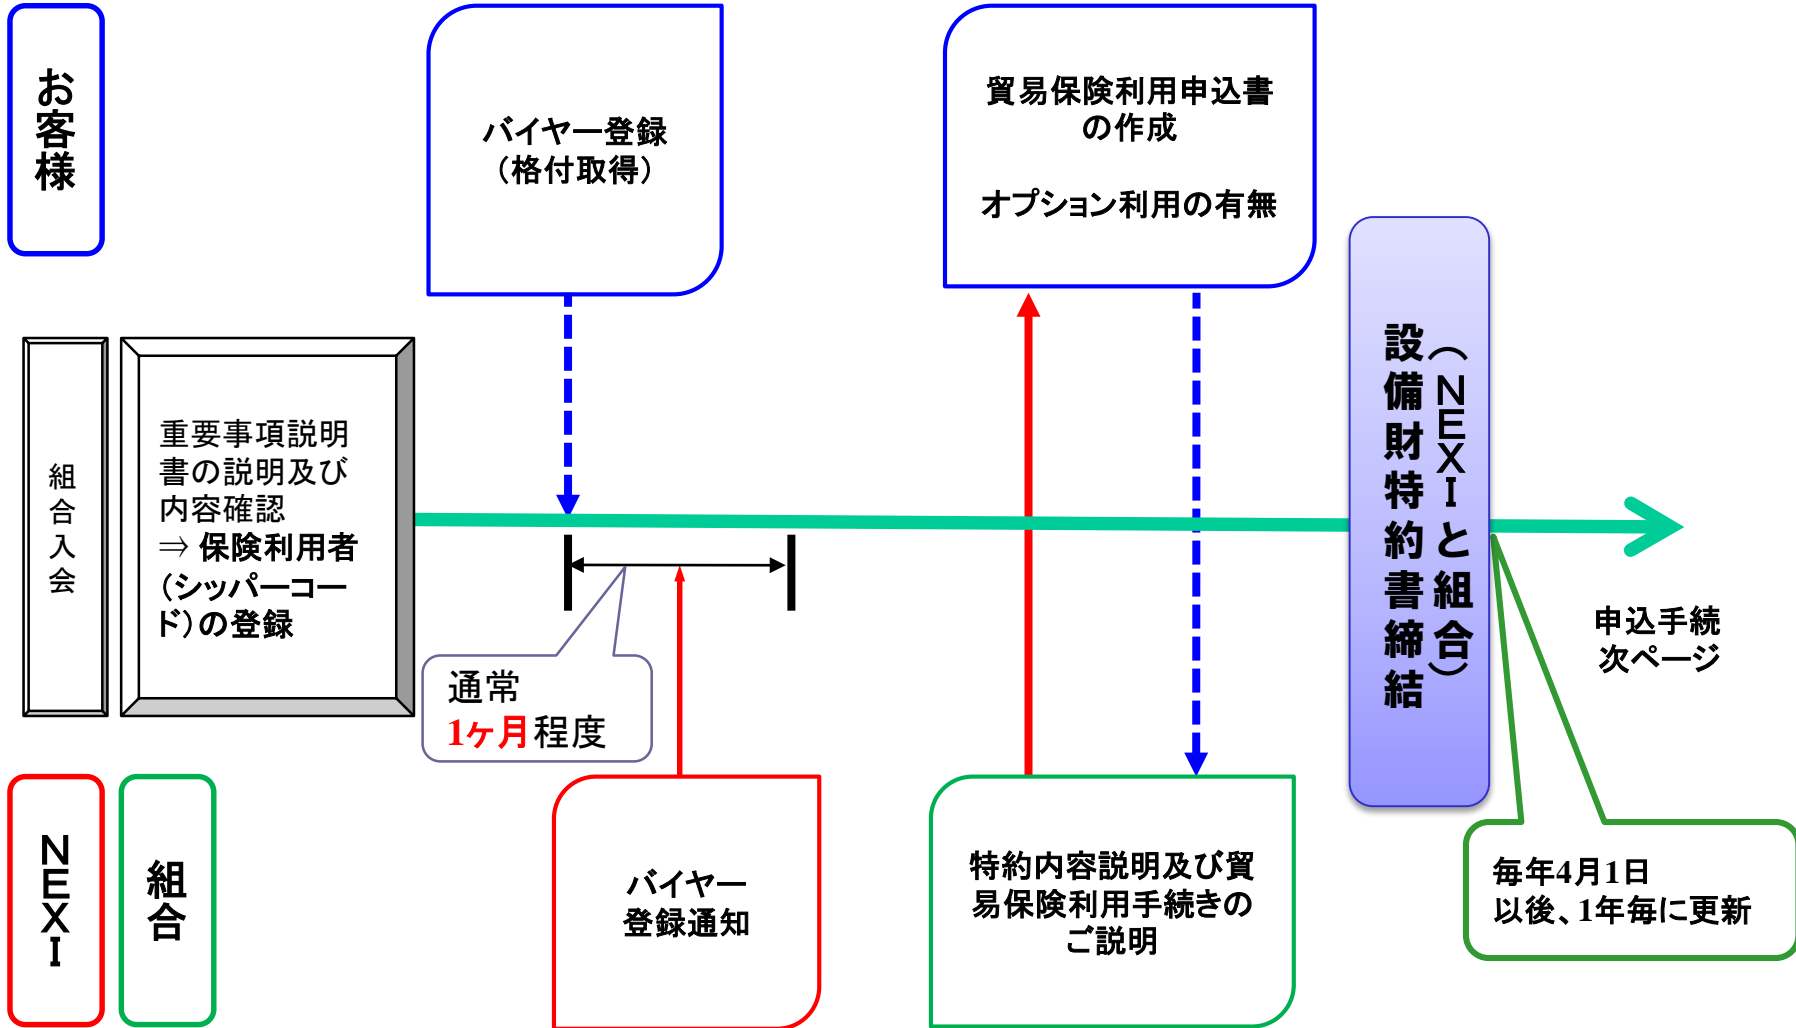 お客様
バイヤー登録
（格付取得）
貿易保険利用申込書
の作成
オプション利用の有無
組合入会
重要事項説明
書の説明及び
内容確認
⇒ 保険利用者
（シッパーコー
ド）の登録
通常
1ヶ月程度
設備財特約書締結
（ＮＥＸＩと組合）
申込手続
次ページ
ＮＥＸＩ
組合
バイヤー
登録通知
特約内容説明及び貿
易保険利用手続きの
ご説明
毎年4月1日
以後、1年毎に更新